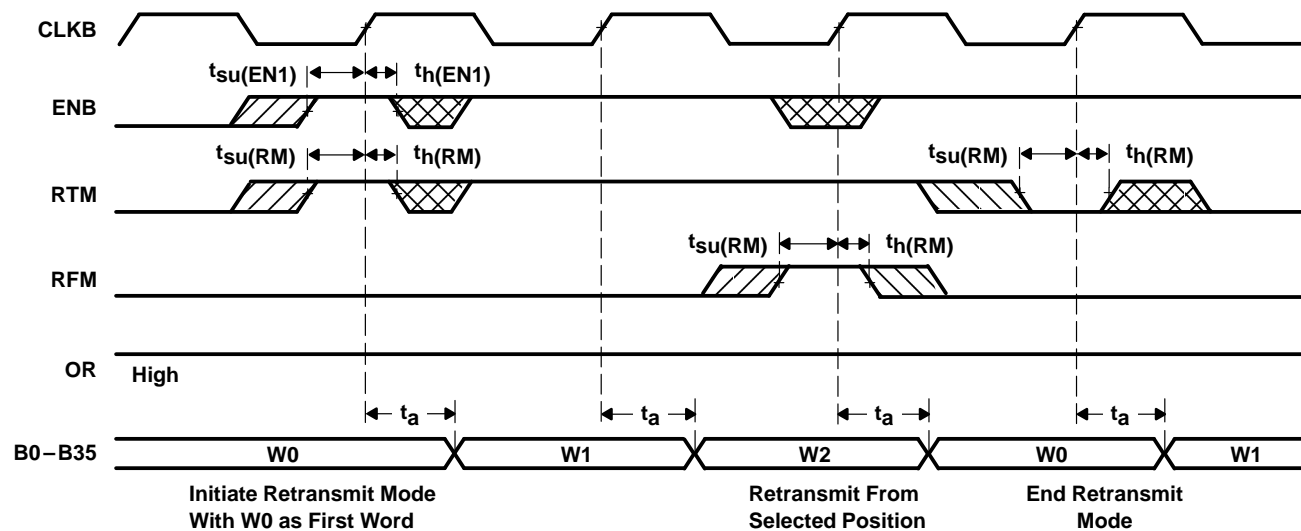 CLKB
tsu(EN1) th(EN1)
ENB
tsu(RM) th(RM) tsu(RM) th(RM)
RTM
tsu(RM) th(RM)
RFM
OR
High
ta ta ta ta
B0–B35 W0 W1 W2 W0 W1
Initiate Retransmit Mode
With W0 as First Word
Retransmit From
Selected Position
End Retransmit
Mode